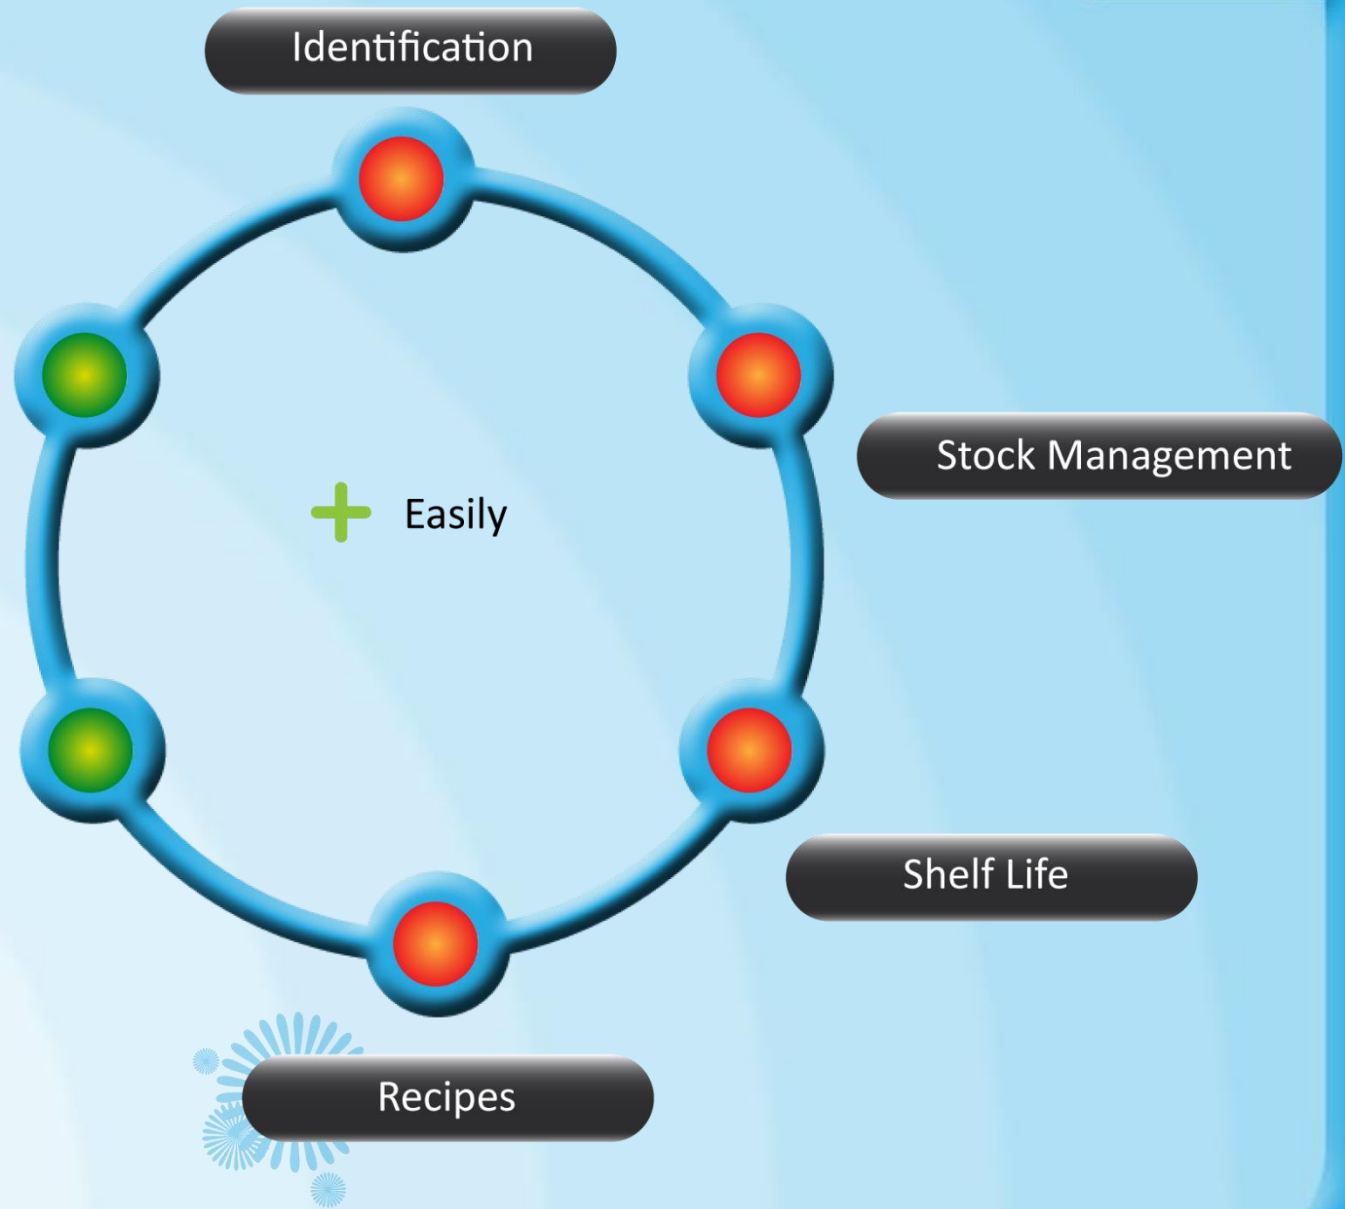 Identification
Stock Management
Easily
Shelf Life
Recipes